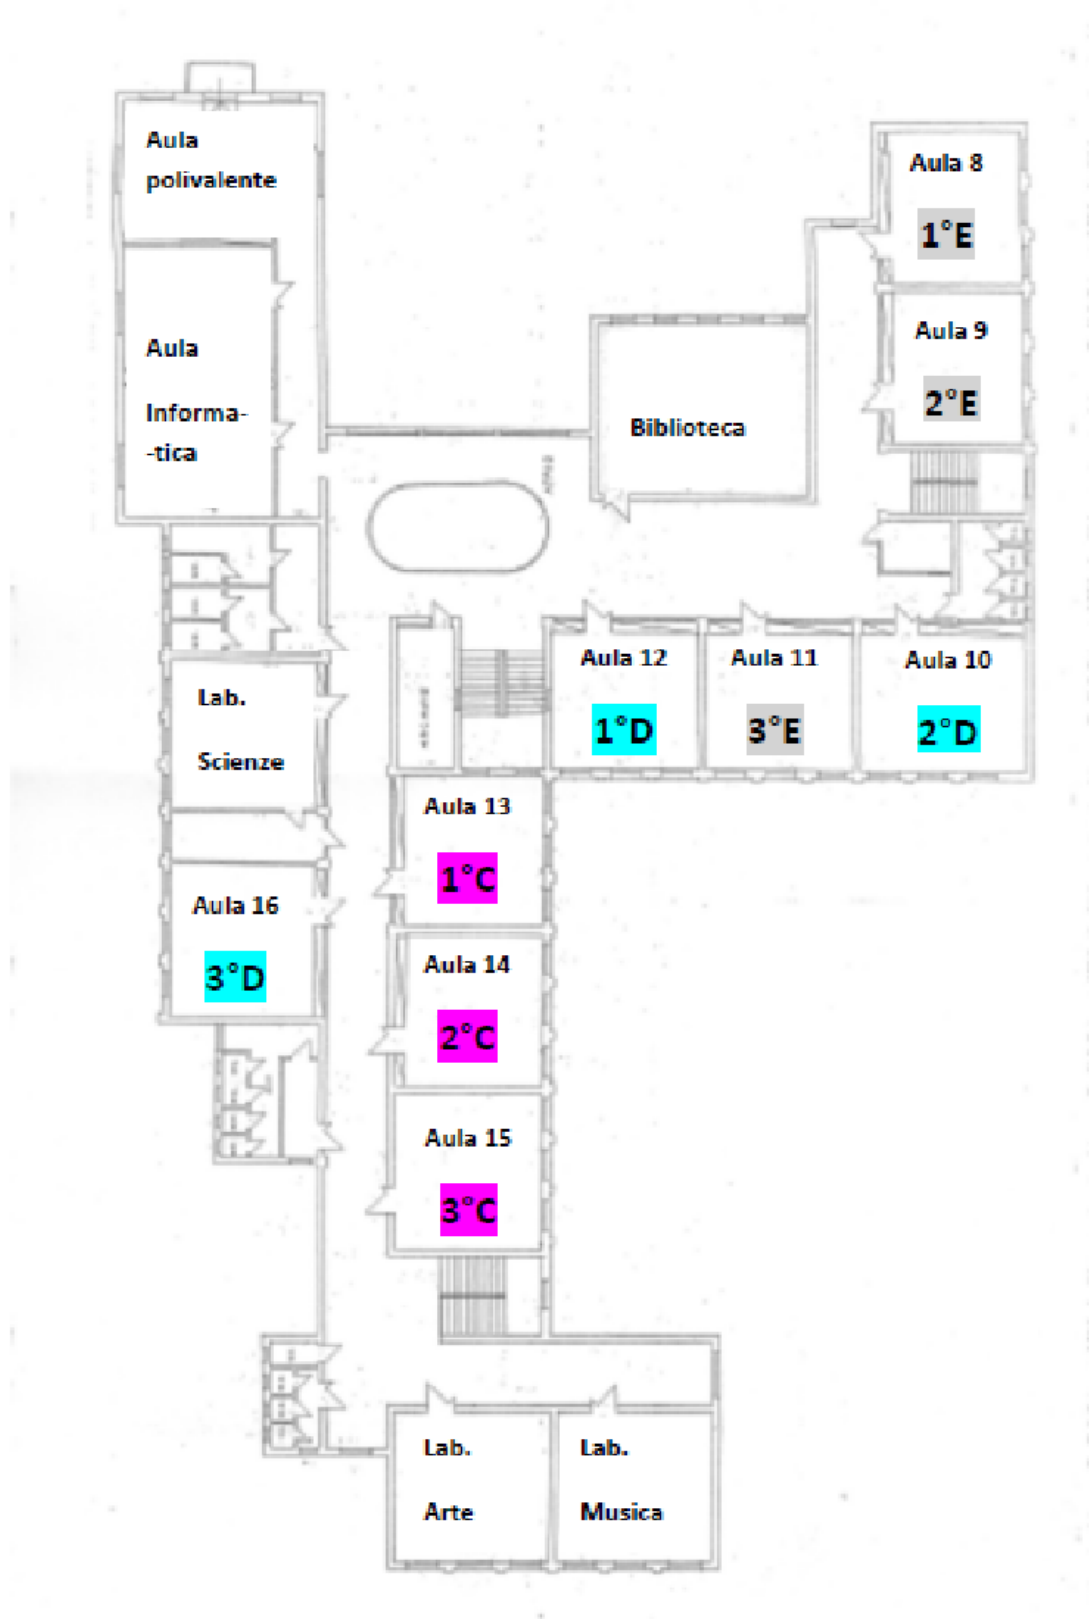 Aula
polivalente
Aula
Informa-
-tica
Biblioteca
Aula 8
1°E
Aula 9
2°E
Aula 12
1°D
Aula 11
3°E
Aula 10
2°D
Lab.
Scienze
Aula 13
1°C
Aula 16
3°D
Aula 14
2°C
Aula 15
3°C
Lab.
Arte
Lab.
Musica